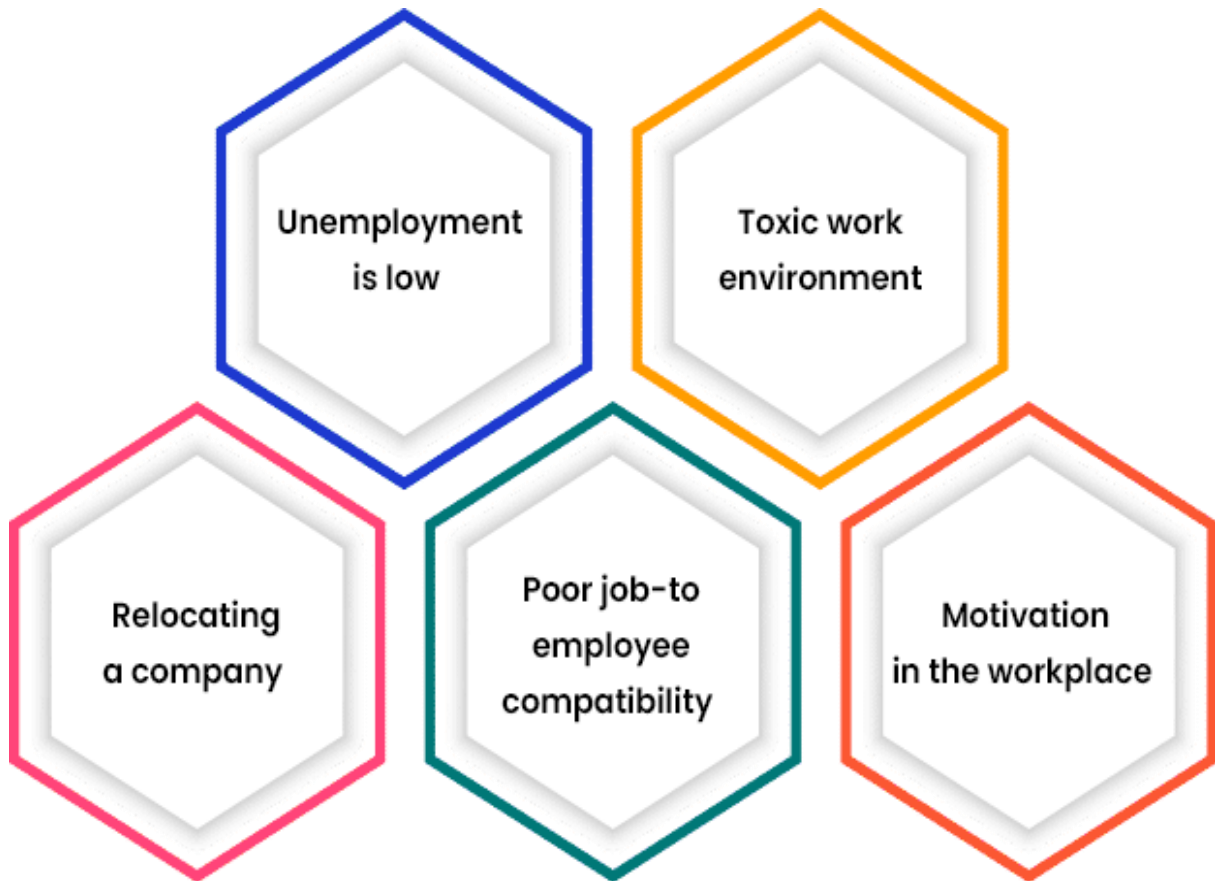 Unemployment
is low
Toxic work
environment
Relocating
a company
Poor job-to
employee
compatibility
Motivation
in the workplace